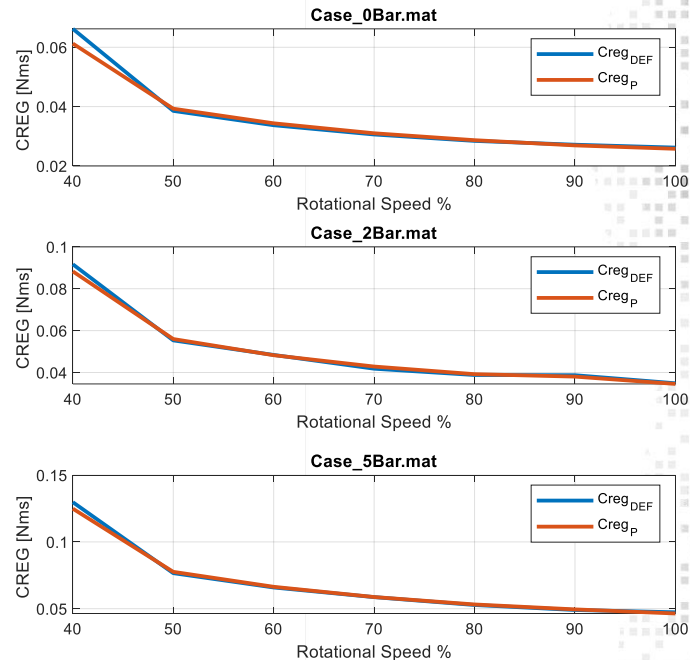 Case_0Bar.mat
CREG [Nms]
0.06
0.04
0.02
Creg_DEF
Creg_P
40 50 60 70 80 90 100
Rotational Speed %
Case_2Bar.mat
CREG [Nms]
0.1
0.08
0.06
0.04
Creg_DEF
Creg_P
40 50 60 70 80 90 100
Rotational Speed %
Case_5Bar.mat
CREG [Nms]
0.15
0.1
0.05
Creg_DEF
Creg_P
40 50 60 70 80 90 100
Rotational Speed %